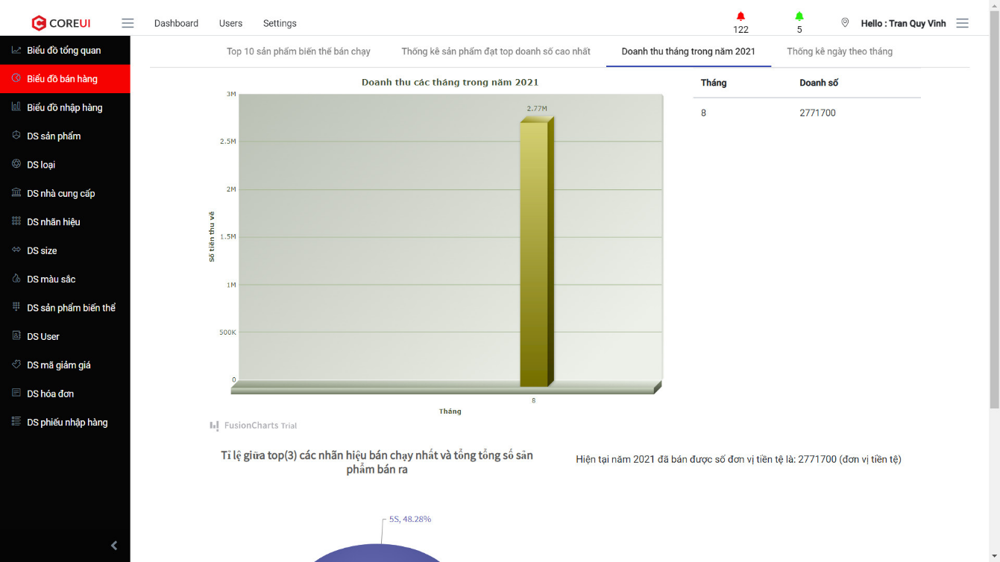 COREUI
Dashboard
Users
Settings
122
5
Hello : Tran Quy Vinh
Biểu đồ tổng quan
Biểu đồ bán hàng
Biểu đồ nhập hàng
DS sản phẩm
DS loại
DS nhà cung cấp
DS nhãn hiệu
DS size
DS màu sắc
DS sản phẩm biến thể
DS User
DS mã giảm giá
DS hóa đơn
DS phiếu nhập hàng
Top 10 sản phẩm biến thể bán chạy
Thống kê sản phẩm đạt top doanh số cao nhất
Doanh thu tháng trong năm 2021
Thống kê ngày theo tháng
Doanh thu các tháng trong năm 2021
3M
2.5M
2M
1.5M
1M
500K
0
Số tiền thu về
2.77M
8
Tháng
FusionCharts Trial
Tháng
Doanh số
8
2771700
Tỉ lệ giữa top(3) các nhãn hiệu bán chạy nhất và tổng tổng số sản
phẩm bán ra
5S, 48.28%
Hiện tại năm 2021 đã bán được số đơn vị tiền tệ là: 2771700 (đơn vị tiền tệ)